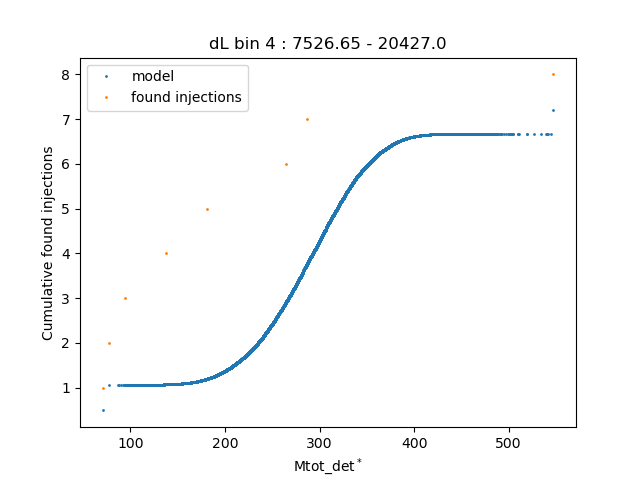 dL bin 4 : 7526.65 - 20427.0
model
found injections
Cumulative found injections
8
7
6
5
4
3
2
1
100 200 300 400 500
Mtot_det*